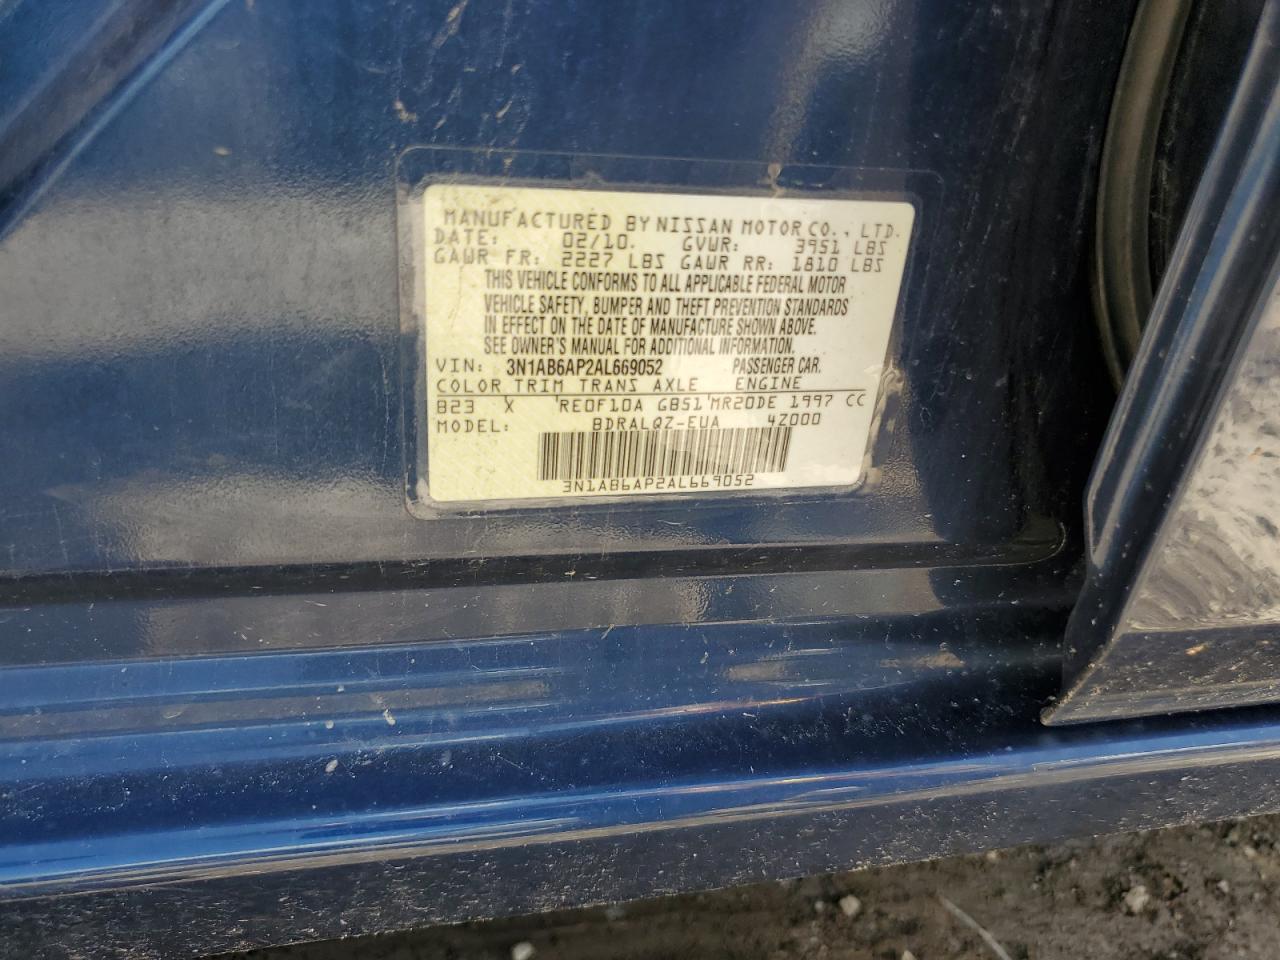 MANUFACTURED BY NISSAN MOTOR CO., LTD.
DATE: 02/10. GVWR: 3951 LBS
GAWR FR: 2227 LBS GAWR RR: 1810 LBS
THIS VEHICLE CONFORMS TO ALL APPLICABLE FEDERAL MOTOR
VEHICLE SAFETY, BUMPER AND THEFT PREVENTION STANDARDS
IN EFFECT ON THE DATE OF MANUFACTURE SHOWN ABOVE.
SEE OWNER'S MANUAL FOR ADDITIONAL INFORMATION.
VIN: 3N1AB6AP2AL669052 PASSENGER CAR.
COLOR TRIM TRANS AXLE ENGINE
B23 X 'RE0F10A GB51'MR20DE 1997 CC
MODEL: BDRALQZ-EUA 4Z000
3N1AB6AP2AL669052